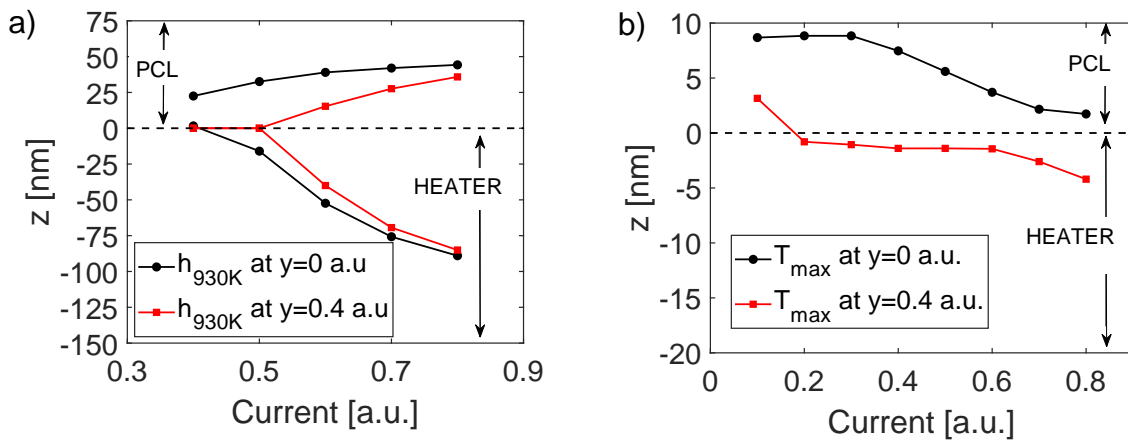 a)
75
50
25
0
-25
-50
-75
-100
-125
-150
z [nm]
PCL
HEATER
h930K at y=0 a.u
h930K at y=0.4 a.u
0.3
0.5
0.7
0.9
Current [a.u.]
b)
10
5
0
-5
-10
-15
-20
z [nm]
PCL
HEATER
Tmax at y=0 a.u.
Tmax at y=0.4 a.u.
0
0.2
0.4
0.6
0.8
Current [a.u.]